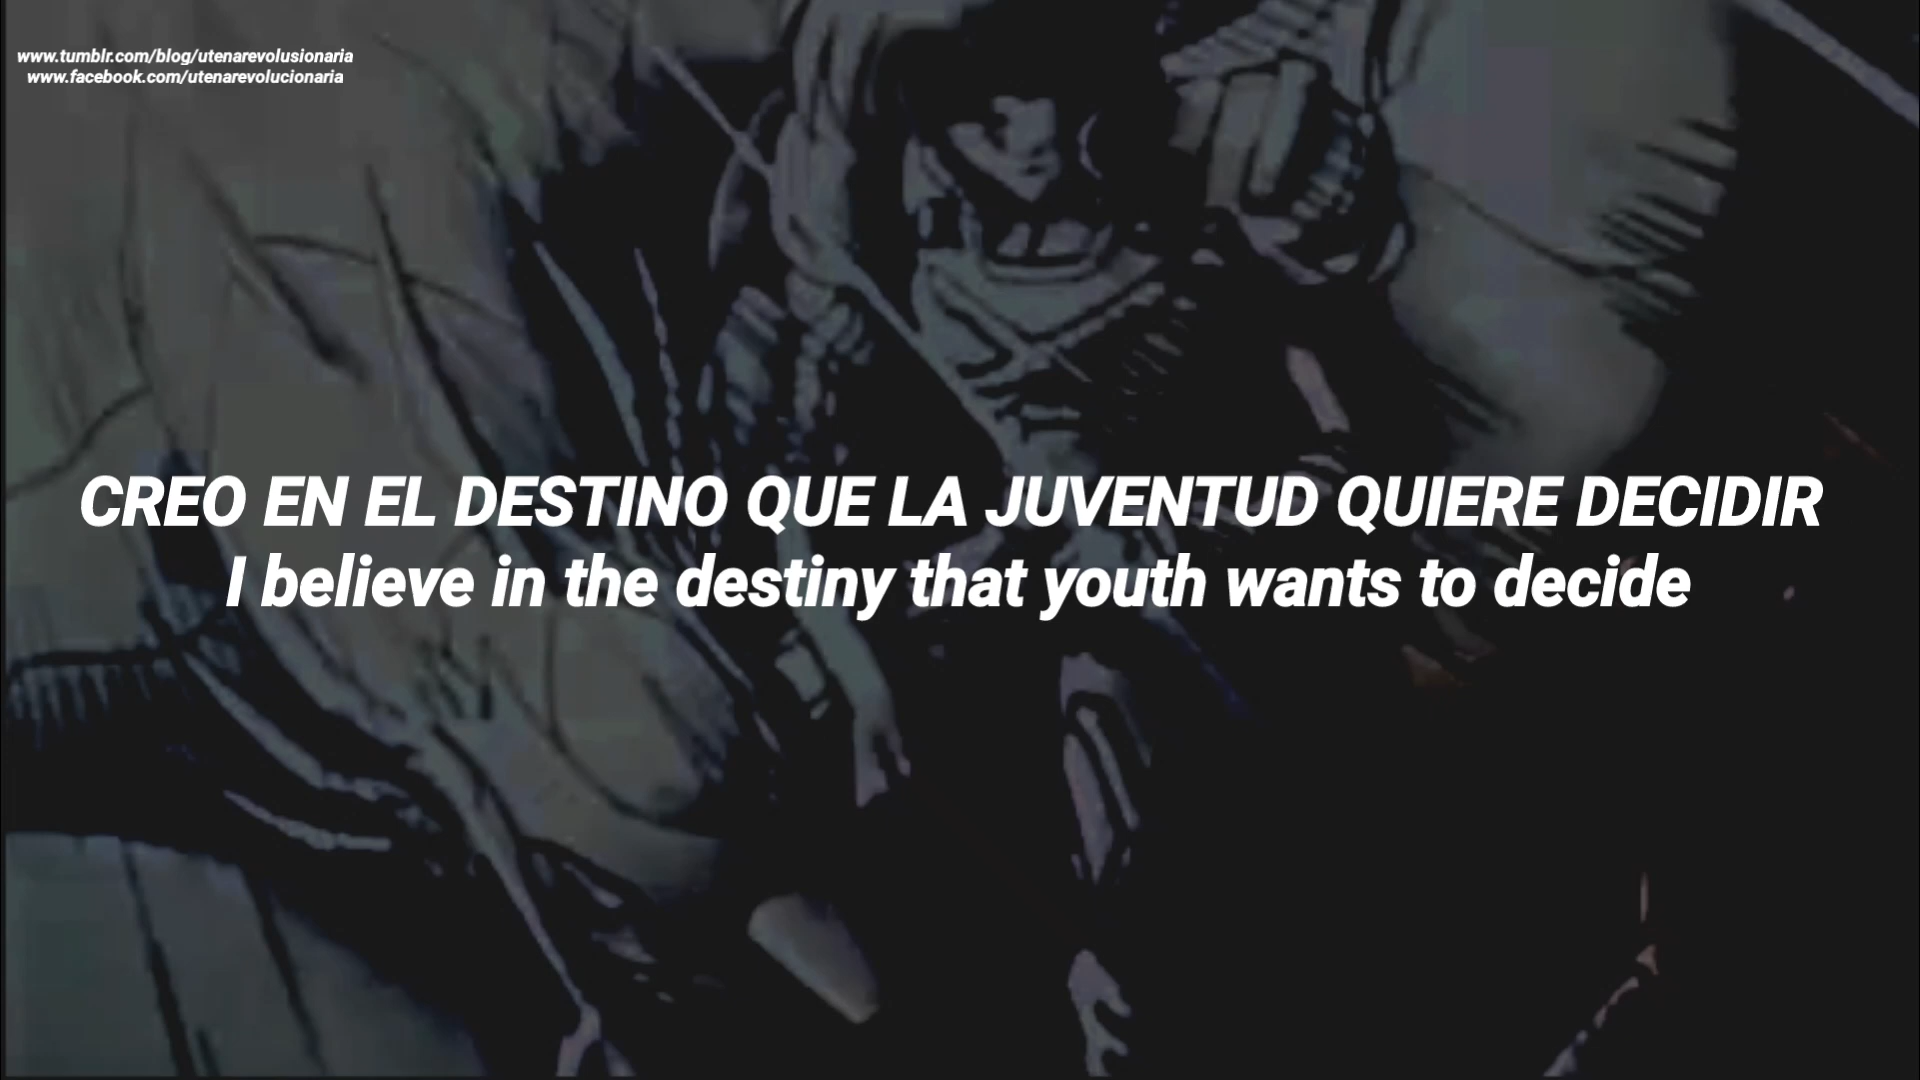 www.tumblr.com/blog/utenarevolusionaria
www.facebook.com/utenarevolucionaria
CREO EN EL DESTINO QUE LA JUVENTUD QUIERE DECIDIR
I believe in the destiny that youth wants to decide